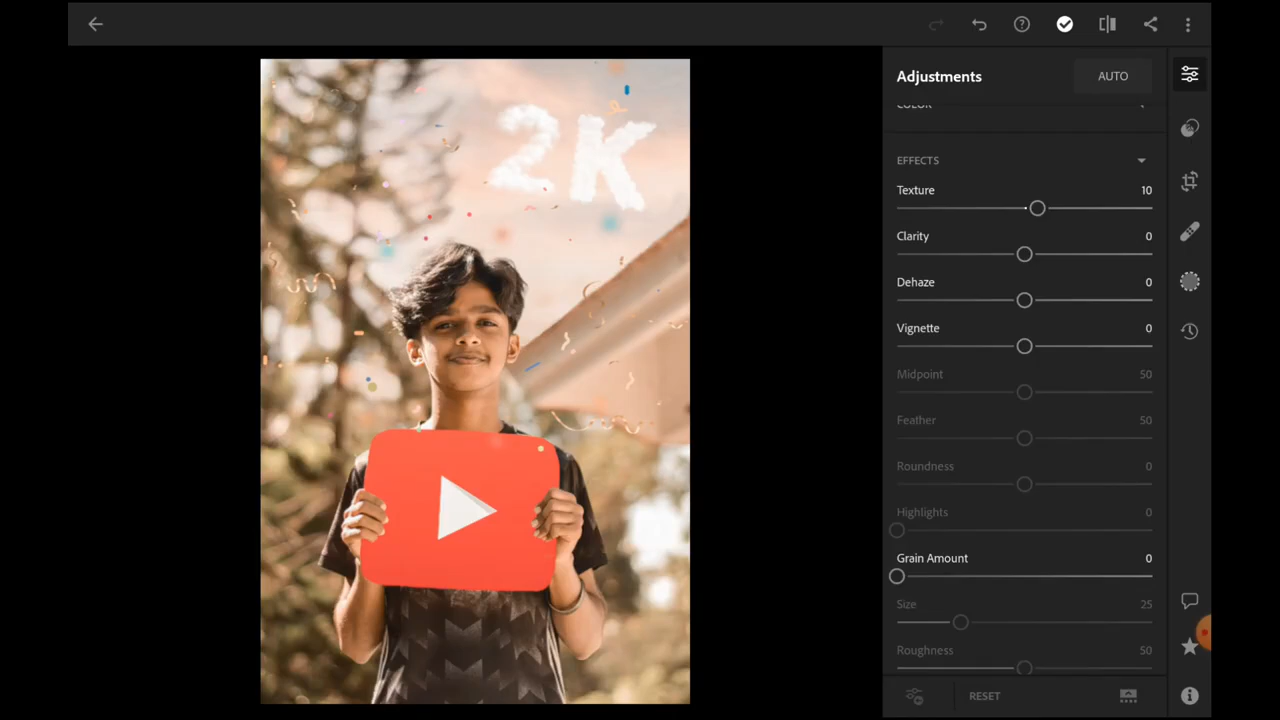 Adjustments
AUTO
COLOR
EFFECTS
Texture 10
Clarity 0
Dehaze 0
Vignette 0
Midpoint 50
Feather 50
Roundness 0
Highlights 0
Grain Amount 0
Size 25
Roughness 50
RESET
2K